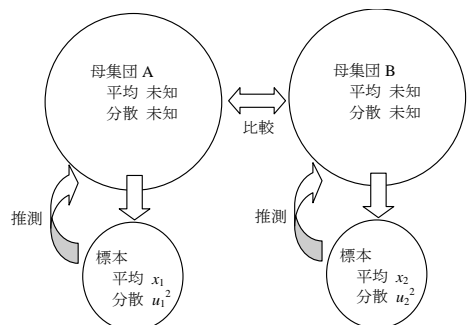 母集団 A
平均 未知
分散 未知
比較
母集団 B
平均 未知
分散 未知
推測
標本
平均 x₁
分散 u₁²
推測
標本
平均 x₂
分散 u₂²